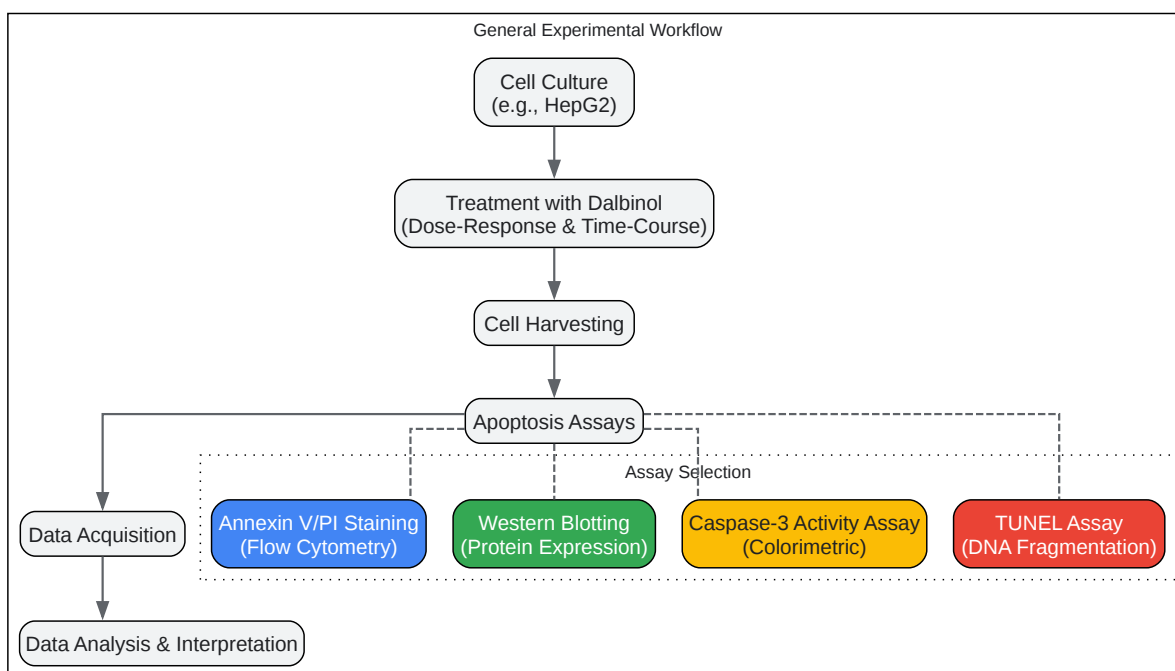 General Experimental Workflow
Cell Culture
(e.g., HepG2)
Treatment with Dalbinol
(Dose-Response & Time-Course)
Cell Harvesting
Apoptosis Assays
Assay Selection
Annexin V/PI Staining
(Flow Cytometry)
Western Blotting
(Protein Expression)
Caspase-3 Activity Assay
(Colorimetric)
TUNEL Assay
(DNA Fragmentation)
Data Acquisition
Data Analysis & Interpretation